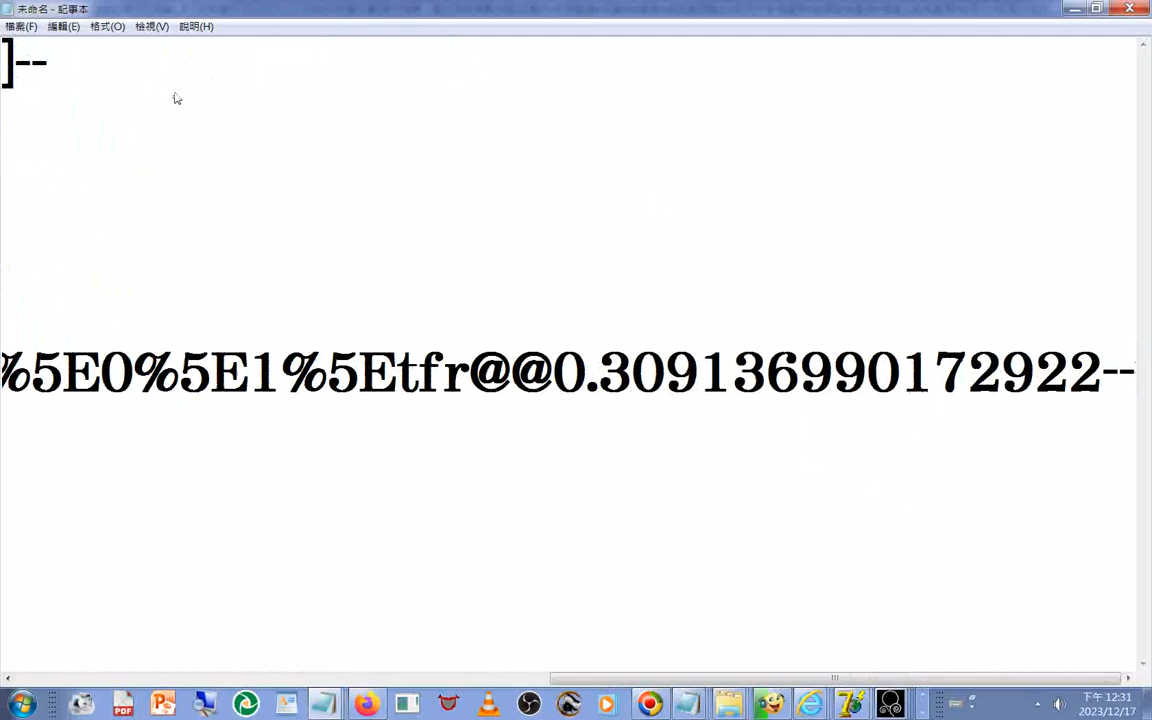 未命名 - 記事本
檔案(F) 編輯(E) 格式(O) 檢視(V) 說明(H)
]--
%5E0%5E1%5Etfr@@0.309136990172922--
PDF
下午 12:31
2023/12/17